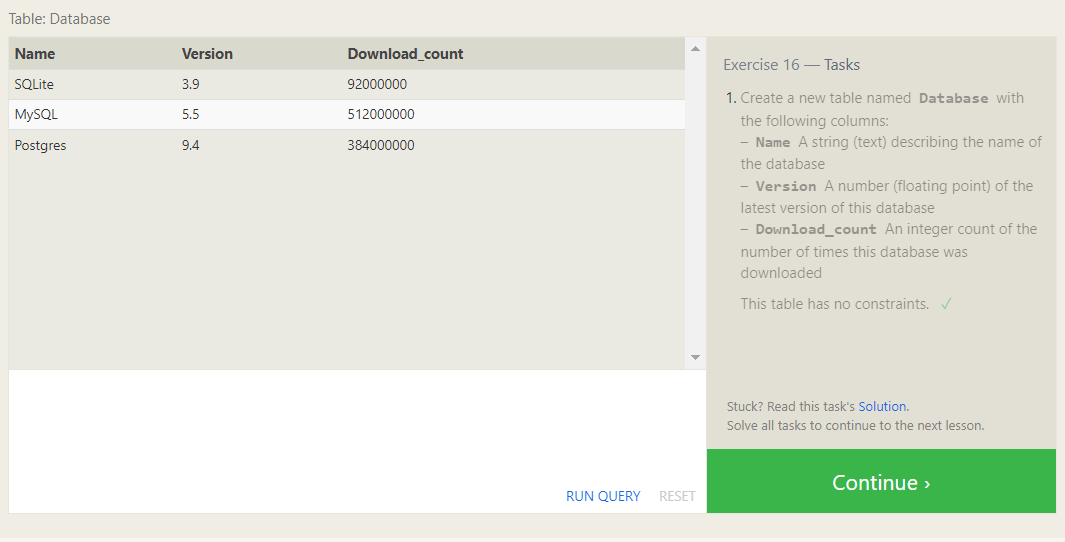 Table: Database
Name Version Download_count
SQLite 3.9 92000000
MySQL 5.5 512000000
Postgres 9.4 384000000
RUN QUERY RESET
Exercise 16 — Tasks
1. Create a new table named Database with
the following columns:
– Name A string (text) describing the name of
the database
– Version A number (floating point) of the
latest version of this database
– Download_count An integer count of the
number of times this database was
downloaded
This table has no constraints. ✓
Stuck? Read this task's Solution.
Solve all tasks to continue to the next lesson.
Continue ›